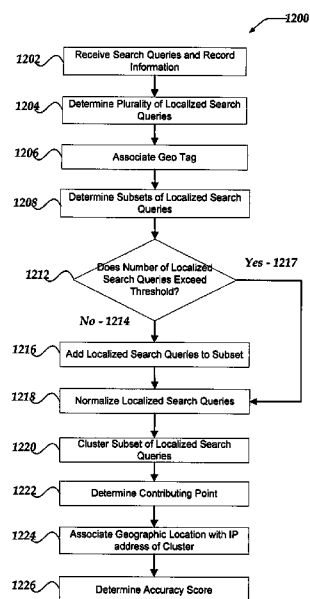 1200
1202
Receive Search Queries and Record
Information
1204
Determine Plurality of Localized Search
Queries
1206
Associate Geo Tag
1208
Determine Subsets of Localized Search
Queries
1212
Does Number of Localized
Search Queries Exceed
Threshold?
Yes - 1217
No - 1214
1216
Add Localized Search Queries to Subset
1218
Normalize Localized Search Queries
1220
Cluster Subset of Localized Search
Queries
1222
Determine Contributing Point
1224
Associate Geographic Location with IP
address of Cluster
1226
Determine Accuracy Score